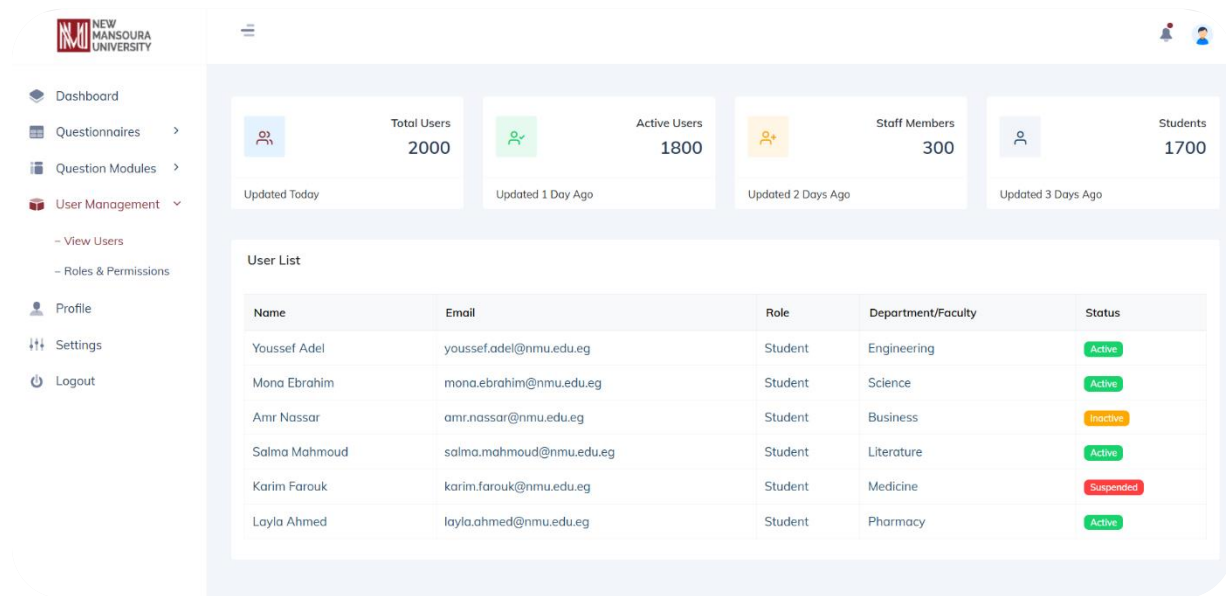 NMU NEW
MANSOURA
UNIVERSITY
Dashboard
Questionnaires
Question Modules
User Management
- View Users
- Roles & Permissions
Profile
Settings
Logout
Total Users
2000
Updated Today
Active Users
1800
Updated 1 Day Ago
Staff Members
300
Updated 2 Days Ago
Students
1700
Updated 3 Days Ago
User List
Name Email Role Department/Faculty Status
Youssef Adel youssef.adel@nmu.edu.eg Student Engineering Active
Mona Ebrahim mona.ebrahim@nmu.edu.eg Student Science Active
Amr Nassar amr.nassar@nmu.edu.eg Student Business Inactive
Salma Mahmoud salma.mahmoud@nmu.edu.eg Student Literature Active
Karim Farouk karim.farouk@nmu.edu.eg Student Medicine Suspended
Layla Ahmed layla.ahmed@nmu.edu.eg Student Pharmacy Active